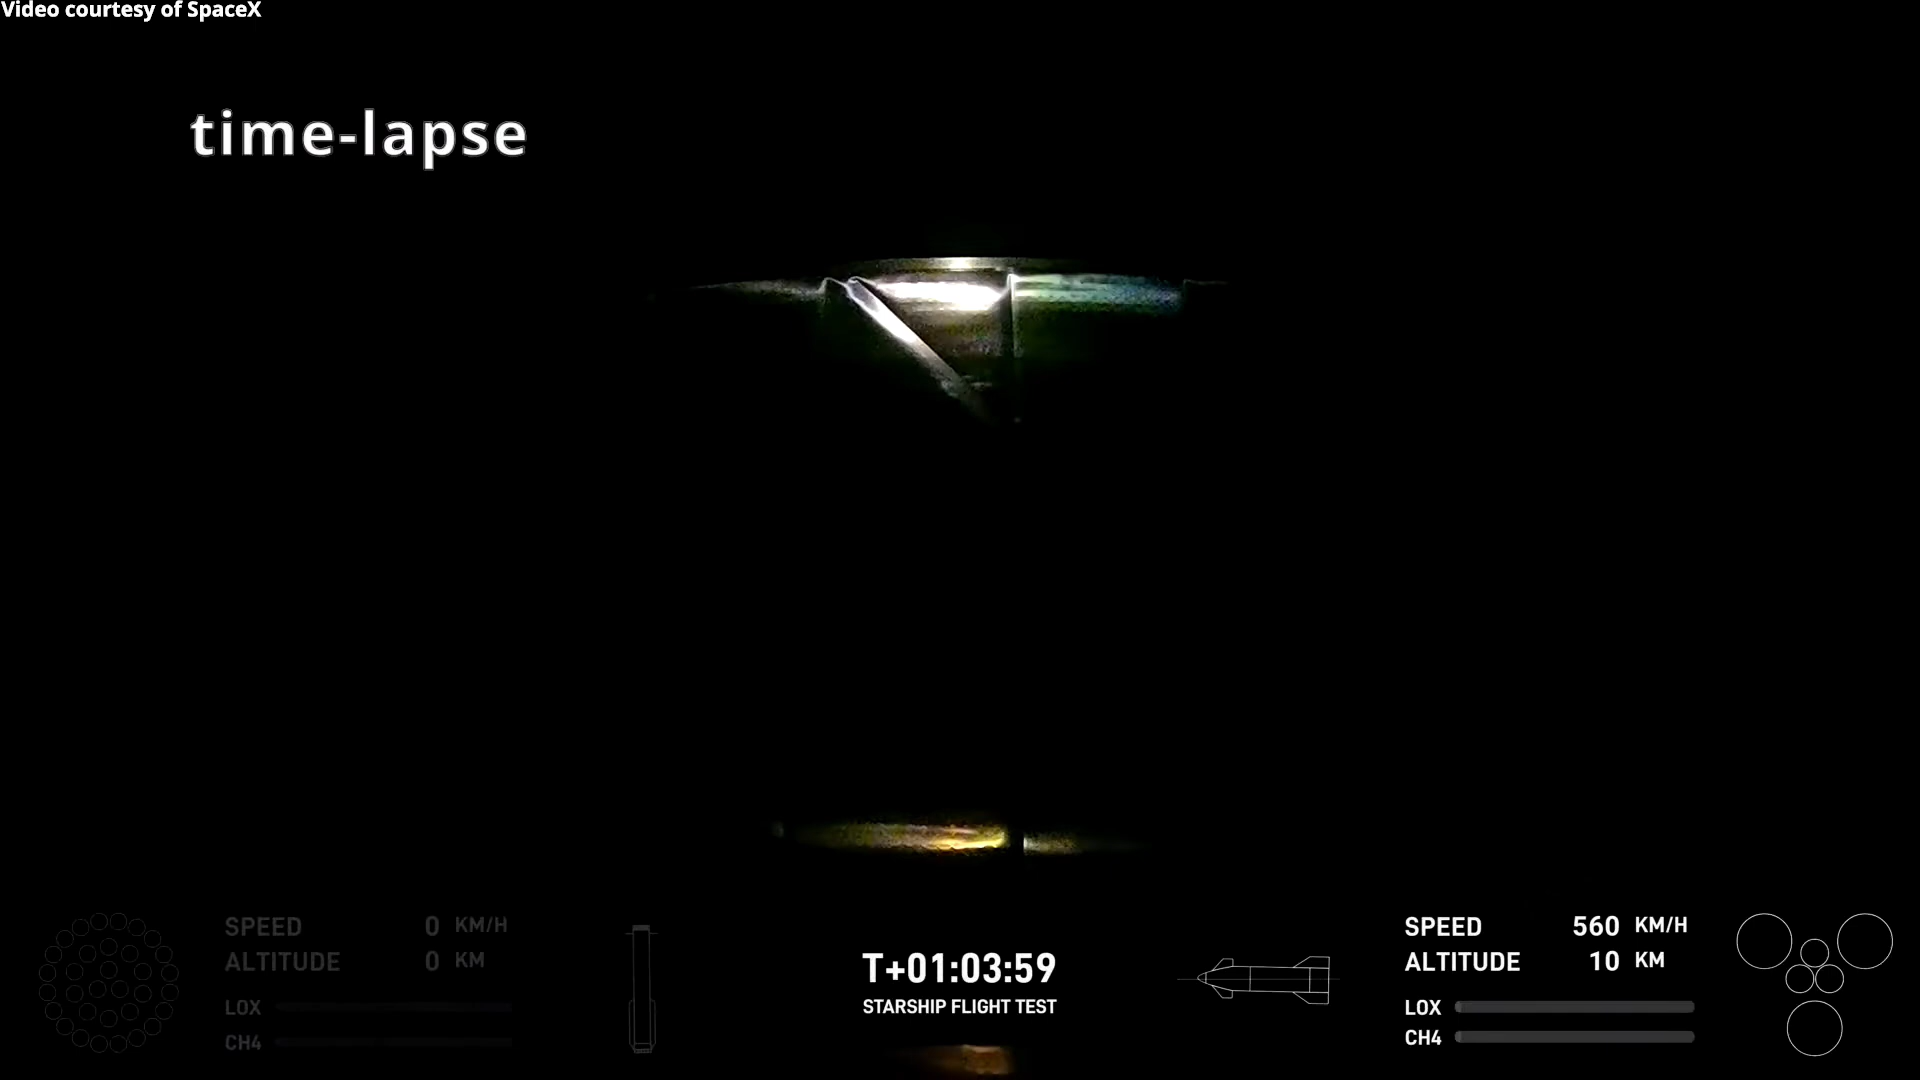 Video courtesy of SpaceX
time-lapse
SPEED 0 KM/H
ALTITUDE 0 KM
LOX
CH4
T+01:03:59
STARSHIP FLIGHT TEST
SPEED 560 KM/H
ALTITUDE 10 KM
LOX
CH4